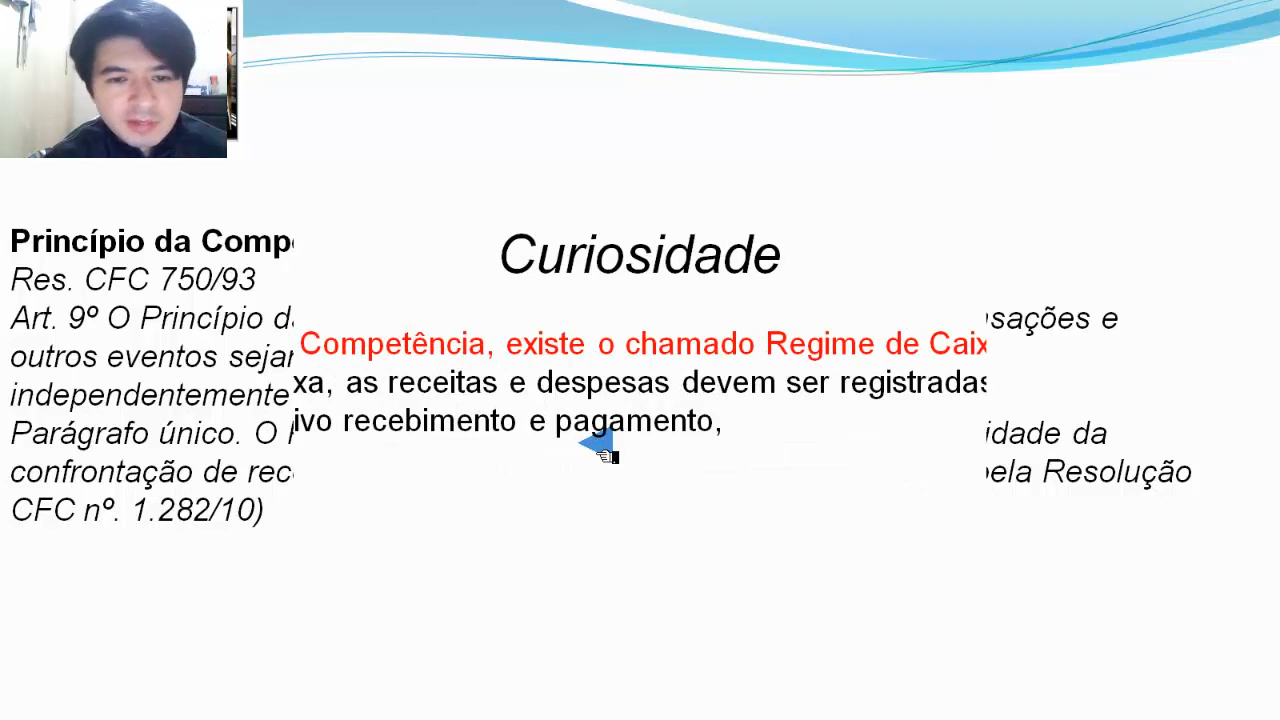 Curiosidade
Princípio da Comp
Res. CFC 750/93
Art. 9º O Princípio d
sações e
outros eventos seja
independentemente
Parágrafo único. O
idade da
confrontação de rec
ela Resolução
CFC nº. 1.282/10)
Competência, existe o chamado Regime de Caix
xa, as receitas e despesas devem ser registradas
ivo recebimento e pagamento,